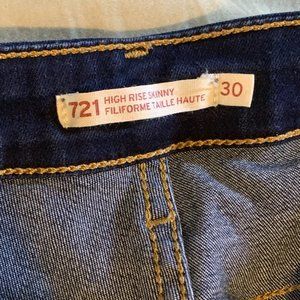 721 HIGH RISE SKINNY
FILIFORME TAILLE HAUTE
30